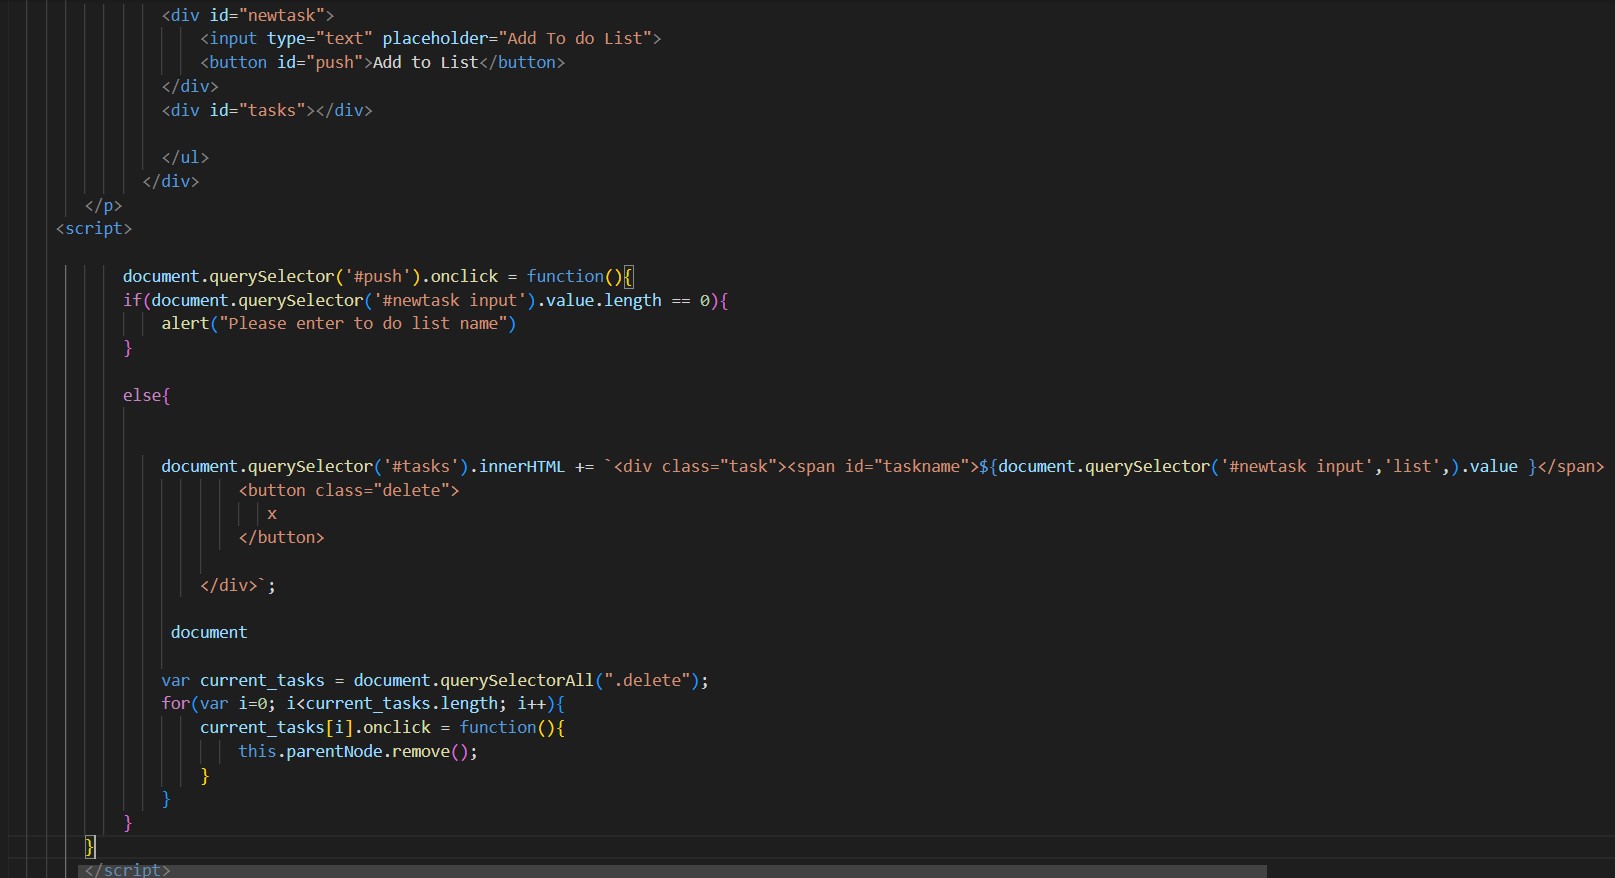 <div id="newtask">
<input type="text" placeholder="Add To do List">
<button id="push">Add to List</button>
</div>
<div id="tasks"></div>
</ul>
</div>
</p>
<script>
document.querySelector('#push').onclick = function(){
if(document.querySelector('#newtask input').value.length == 0){
alert("Please enter to do list name")
}
else{
document.querySelector('#tasks').innerHTML += `<div class="task"><span id="taskname">${document.querySelector('#newtask input','list',).value }</span>
<button class="delete">
x
</button>
</div>`;
document
var current_tasks = document.querySelectorAll(".delete");
for(var i=0; i<current_tasks.length; i++){
current_tasks[i].onclick = function(){
this.parentNode.remove();
}
}
}
}
</script>